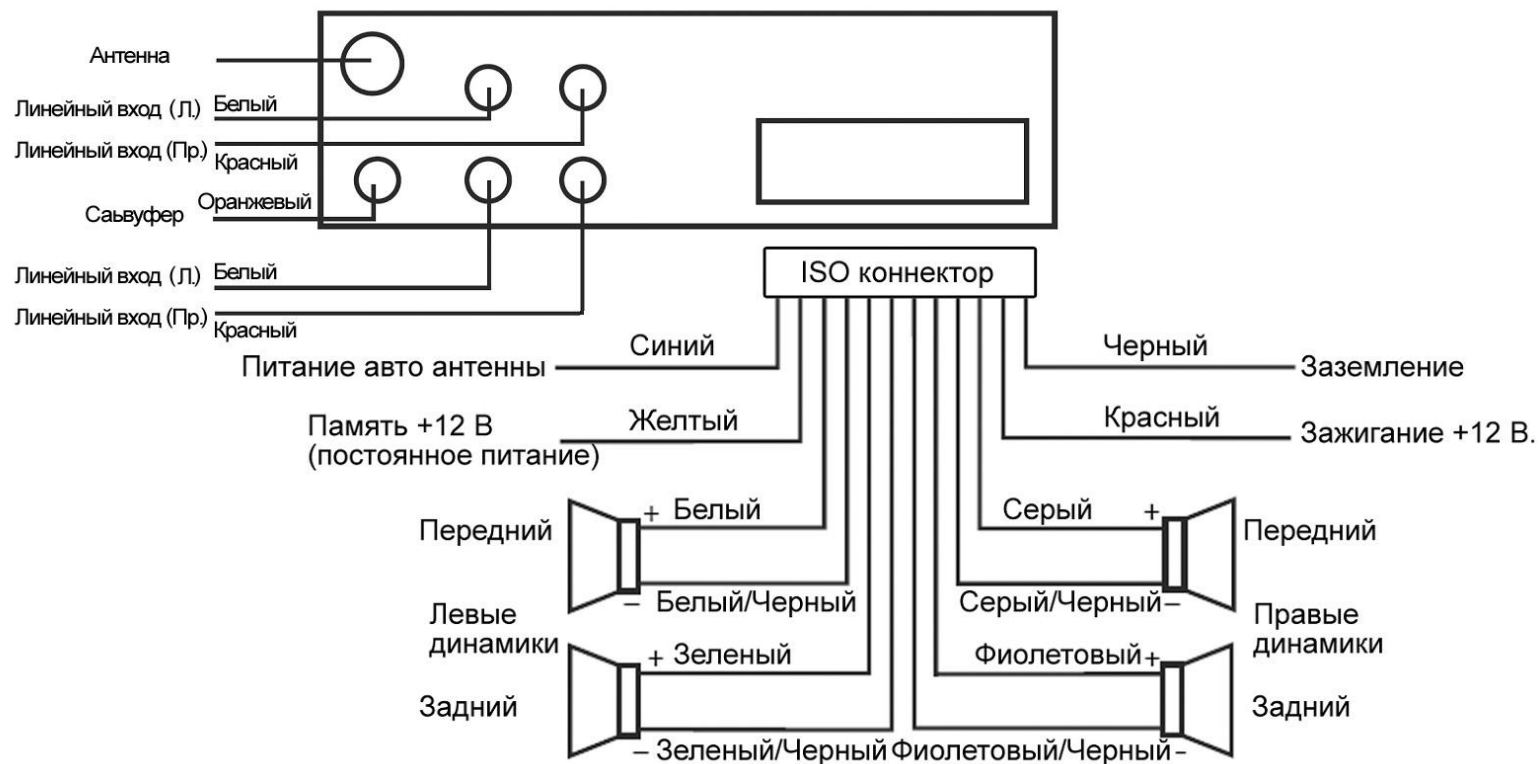 Антенна
Линейный вход (Л.) Белый
Линейный вход (Пр.) Красный
Саьвуфер Оранжевый
Линейный вход (Л.) Белый
Линейный вход (Пр.) Красный
ISO коннектор
Питание авто антенны Синий
Черный Заземление
Память +12 В
(постоянное питание)
Желтый
Красный Зажигание +12 В.
Передний + Белый
Серый + Передний
– Белый/Черный
Серый/Черный –
Левые
динамики
Правые
динамики
+ Зеленый
Фиолетовый +
Задний
Задний
– Зеленый/Черный
Фиолетовый/Черный -